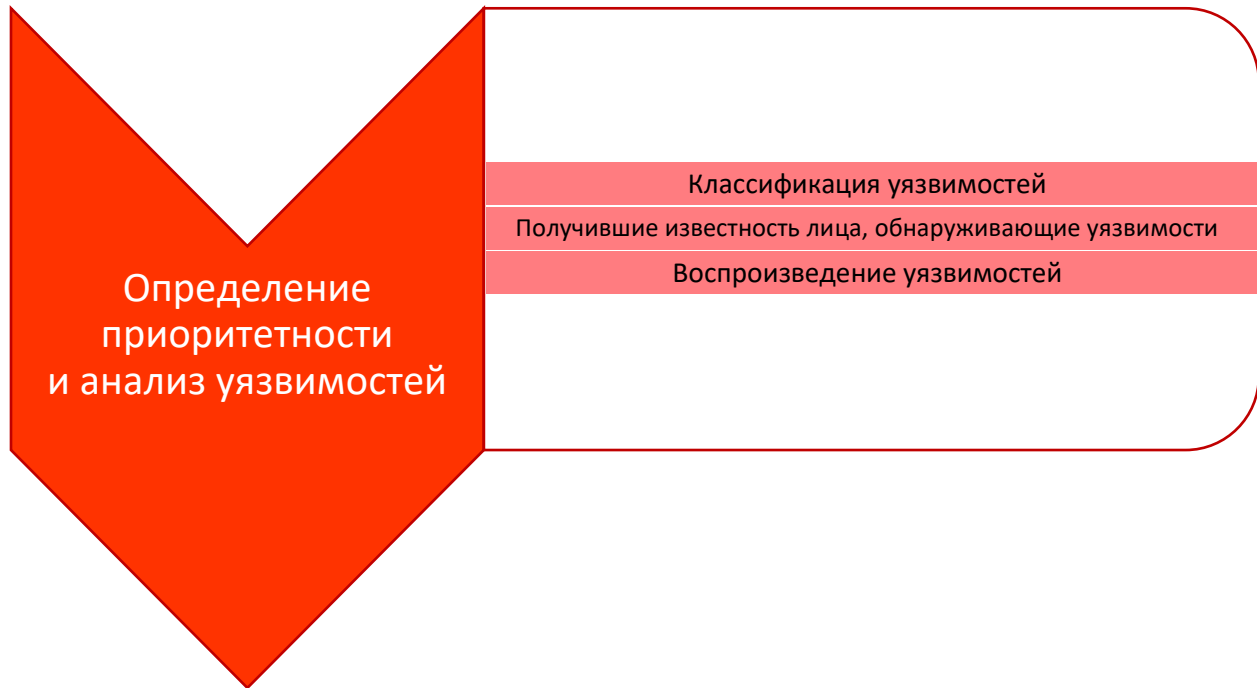 Определение
приоритетности
и анализ уязвимостей
Классификация уязвимостей
Получившие известность лица, обнаруживающие уязвимости
Воспроизведение уязвимостей